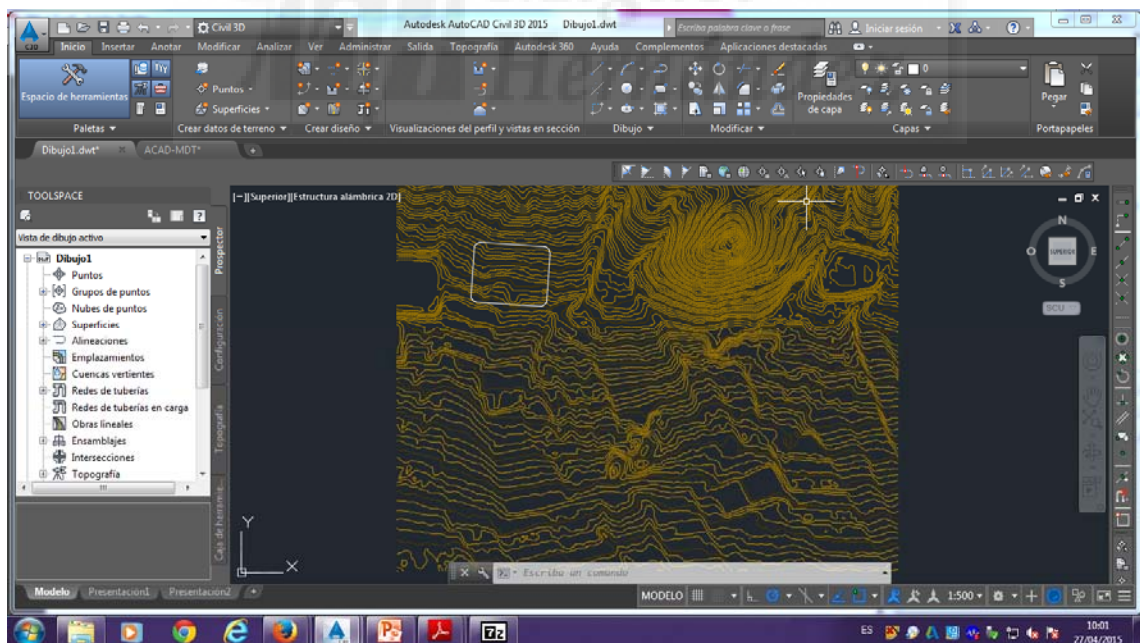 Civil 3D
Autodesk AutoCAD Civil 3D 2015 Dibujo1.dwt
Escriba palabra clave o frase
Iniciar sesión
C3D
Inicio Insertar Anotar Modificar Analizar Ver Administrar Salida Topografía Autodesk 360 Ayuda Complementos Aplicaciones destacadas
Espacio de herramientas
Puntos
Superficies
Propiedades de capa
0
Pegar
Paletas Crear datos de terreno Crear diseño Visualizaciones del perfil y vistas en sección Dibujo Modificar Capas Portapapeles
Dibujo1.dwt* ACAD-MDT*
TOOLSPACE
Vista de dibujo activo
Dibujo1
Puntos
Grupos de puntos
Nubes de puntos
Superficies
Alineaciones
Emplazamientos
Cuencas vertientes
Redes de tuberías
Redes de tuberías en carga
Obras lineales
Ensamblajes
Intersecciones
Topografía
Prospector
Configuración
Topografía
[−][Superior][Estructura alámbrica 2D]
N
O SUPERIOR E
S
SCU
Y
X
Escriba un comando
Modelo Presentación1 Presentación2
MODELO 1:500
ES
10:01
27/04/2015